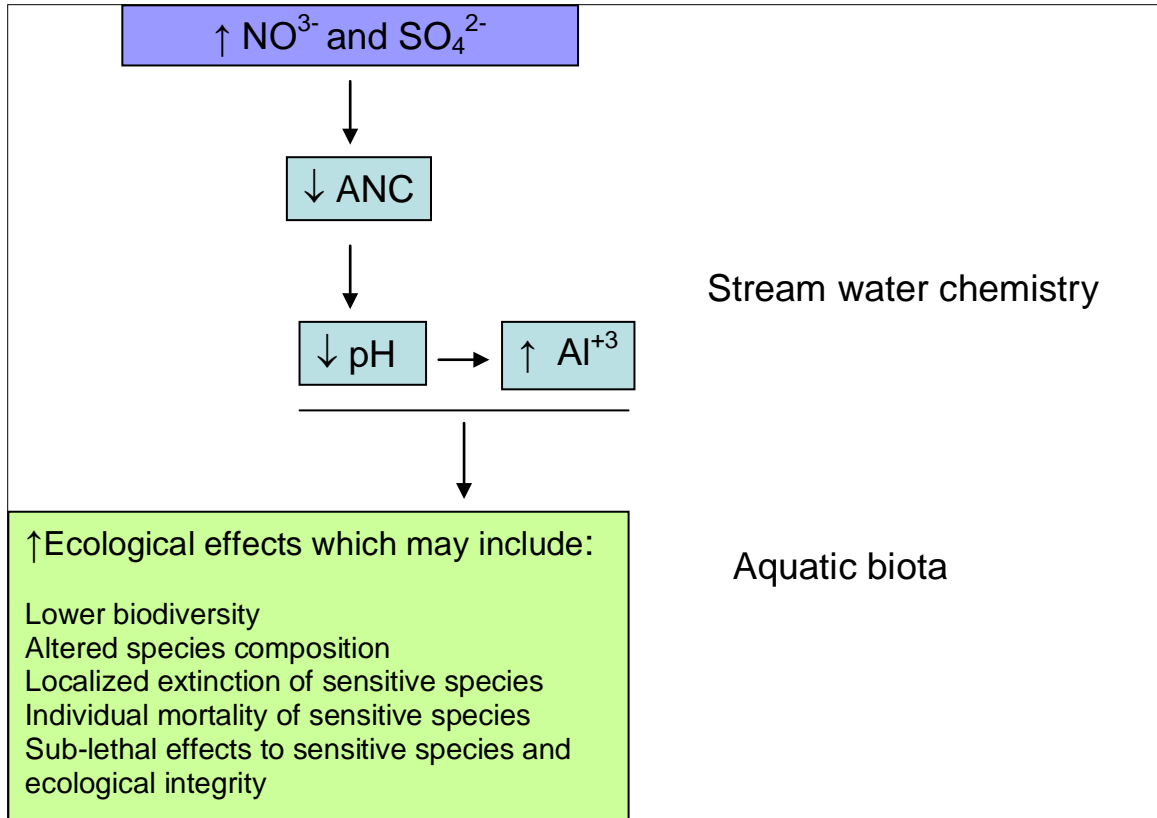 ↑ NO³⁻ and SO₄²⁻
↓ ANC
Stream water chemistry
↓ pH
↑ Al⁺³
↑Ecological effects which may include:
Aquatic biota
Lower biodiversity
Altered species composition
Localized extinction of sensitive species
Individual mortality of sensitive species
Sub-lethal effects to sensitive species and
ecological integrity